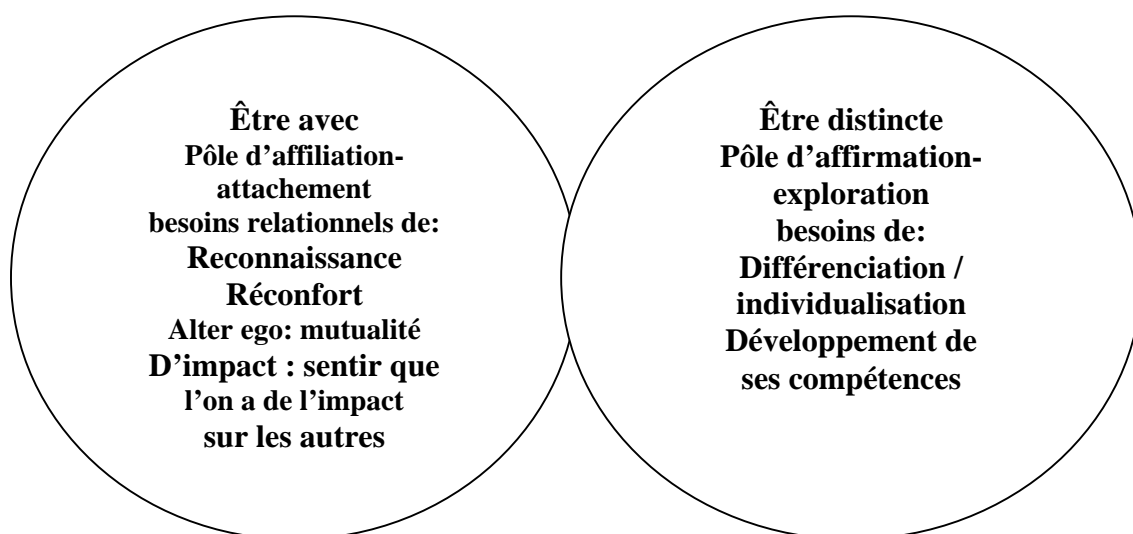 Être avec
Pôle d’affiliation-
attachement
besoins relationnels de:
Reconnaissance
Réconfort
Alter ego: mutualité
D’impact : sentir que
l’on a de l’impact
sur les autres
Être distincte
Pôle d’affirmation-
exploration
besoins de:
Différenciation /
individualisation
Développement de
ses compétences